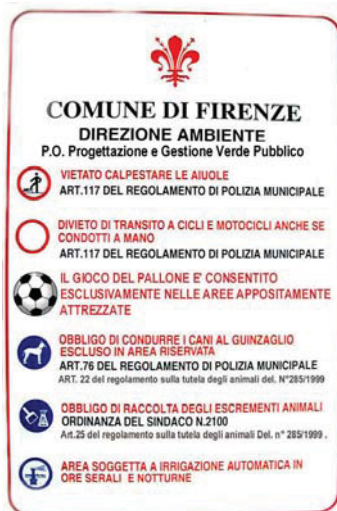 COMUNE DI FIRENZE
DIREZIONE AMBIENTE
P.O. Progettazione e Gestione Verde Pubblico
VIETATO CALPESTARE LE AIUOLE
ART.117 DEL REGOLAMENTO DI POLIZIA MUNICIPALE
DIVIETO DI TRANSITO A CICLI E MOTOCICLI ANCHE SE
CONDOTTI A MANO
ART.117 DEL REGOLAMENTO DI POLIZIA MUNICIPALE
IL GIOCO DEL PALLONE E' CONSENTITO
ESCLUSIVAMENTE NELLE AREE APPOSITAMENTE
ATTREZZATE
OBBLIGO DI CONDURRE I CANI AL GUINZAGLIO
ESCLUSO IN AREA RISERVATA
ART.76 DEL REGOLAMENTO DI POLIZIA MUNICIPALE
ART. 22 del regolamento sulla tutela degli animali del. N°285/1999
OBBLIGO DI RACCOLTA DEGLI ESCREMENTI ANIMALI
ORDINANZA DEL SINDACO N.2100
Art.25 del regolamento sulla tutela degli animali Del. n° 285/1999 .
AREA SOGGETTA A IRRIGAZIONE AUTOMATICA IN
ORE SERALI E NOTTURNE